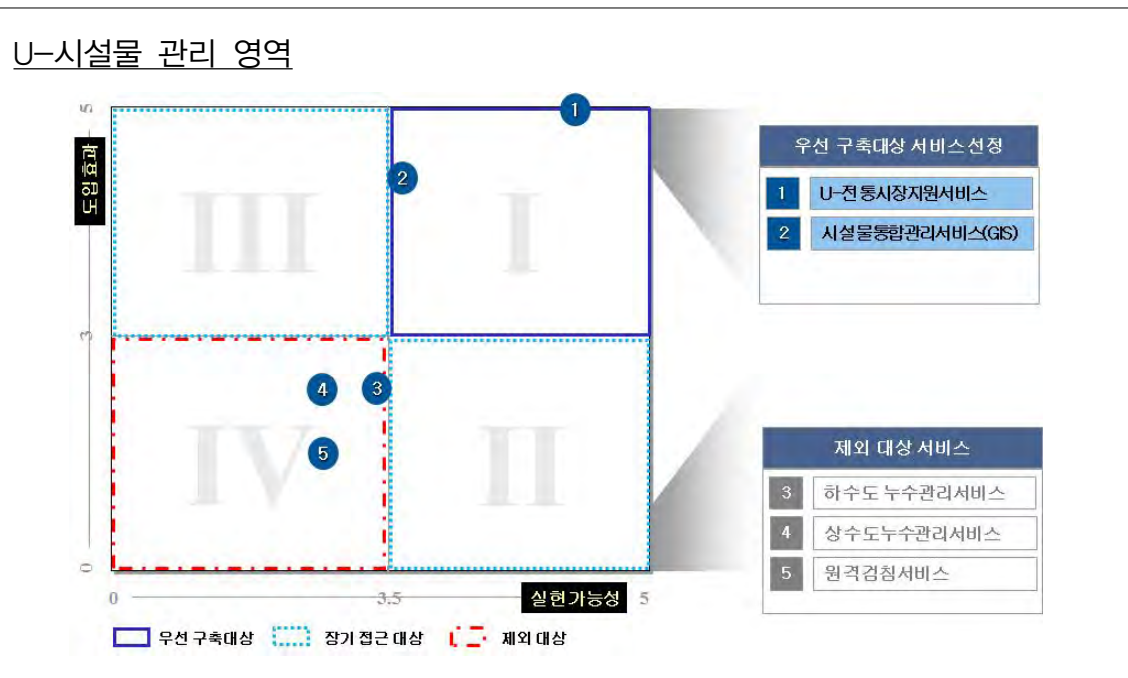 U-시설물 관리 영역
5
1
도입효과
2
III
I
우선 구축대상 서비스선정
1 U-전통시장지원서비스
2 시설물통합관리서비스(GIS)
3
4
3
5
IV
II
제외 대상 서비스
3 하수도 누수관리서비스
4 상수도누수관리서비스
5 원격검침서비스
0
0
3.5
실현가능성
5
우선 구축대상
장기 접근 대상
제외 대상